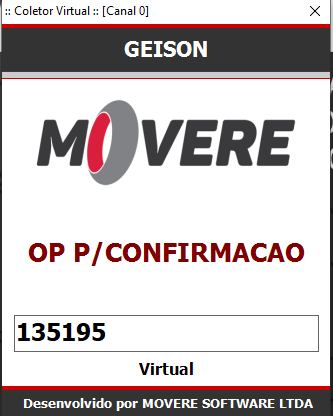 :: Coletor Virtual :: [Canal 0]
GEISON
MOVERE
OP P/CONFIRMACAO
135195
Virtual
Desenvolvido por MOVERE SOFTWARE LTDA